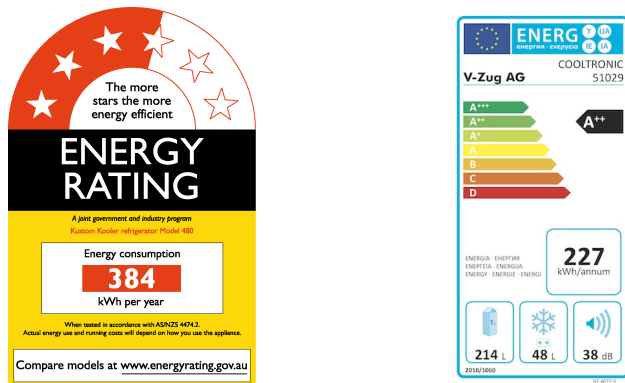 The more
stars the more
energy efficient
ENERGY
RATING
A joint government and industry program
Kustom Kooler refrigerator Model 480
Energy consumption
384
kWh per year
When tested in accordance with AS/NZS 4474.2.
Actual energy use and running costs will depend on how you use the appliance.
Compare models at www.energyrating.gov.au
ENERG Y IJA
енергия · ενεργεια IE IA
COOLTRONIC
V-Zug AG 51029
A+++
A++
A+
A
B
C
D
A++
ENERGIA · ЕНЕРГИЯ
ΕΝΕΡΓΕΙΑ · ENERGIJA
ENERGY · ENERGIE · ENERGI
227
kWh/annum
1L
214 L
48 L
38 dB
2010/1060
H7.4077-5